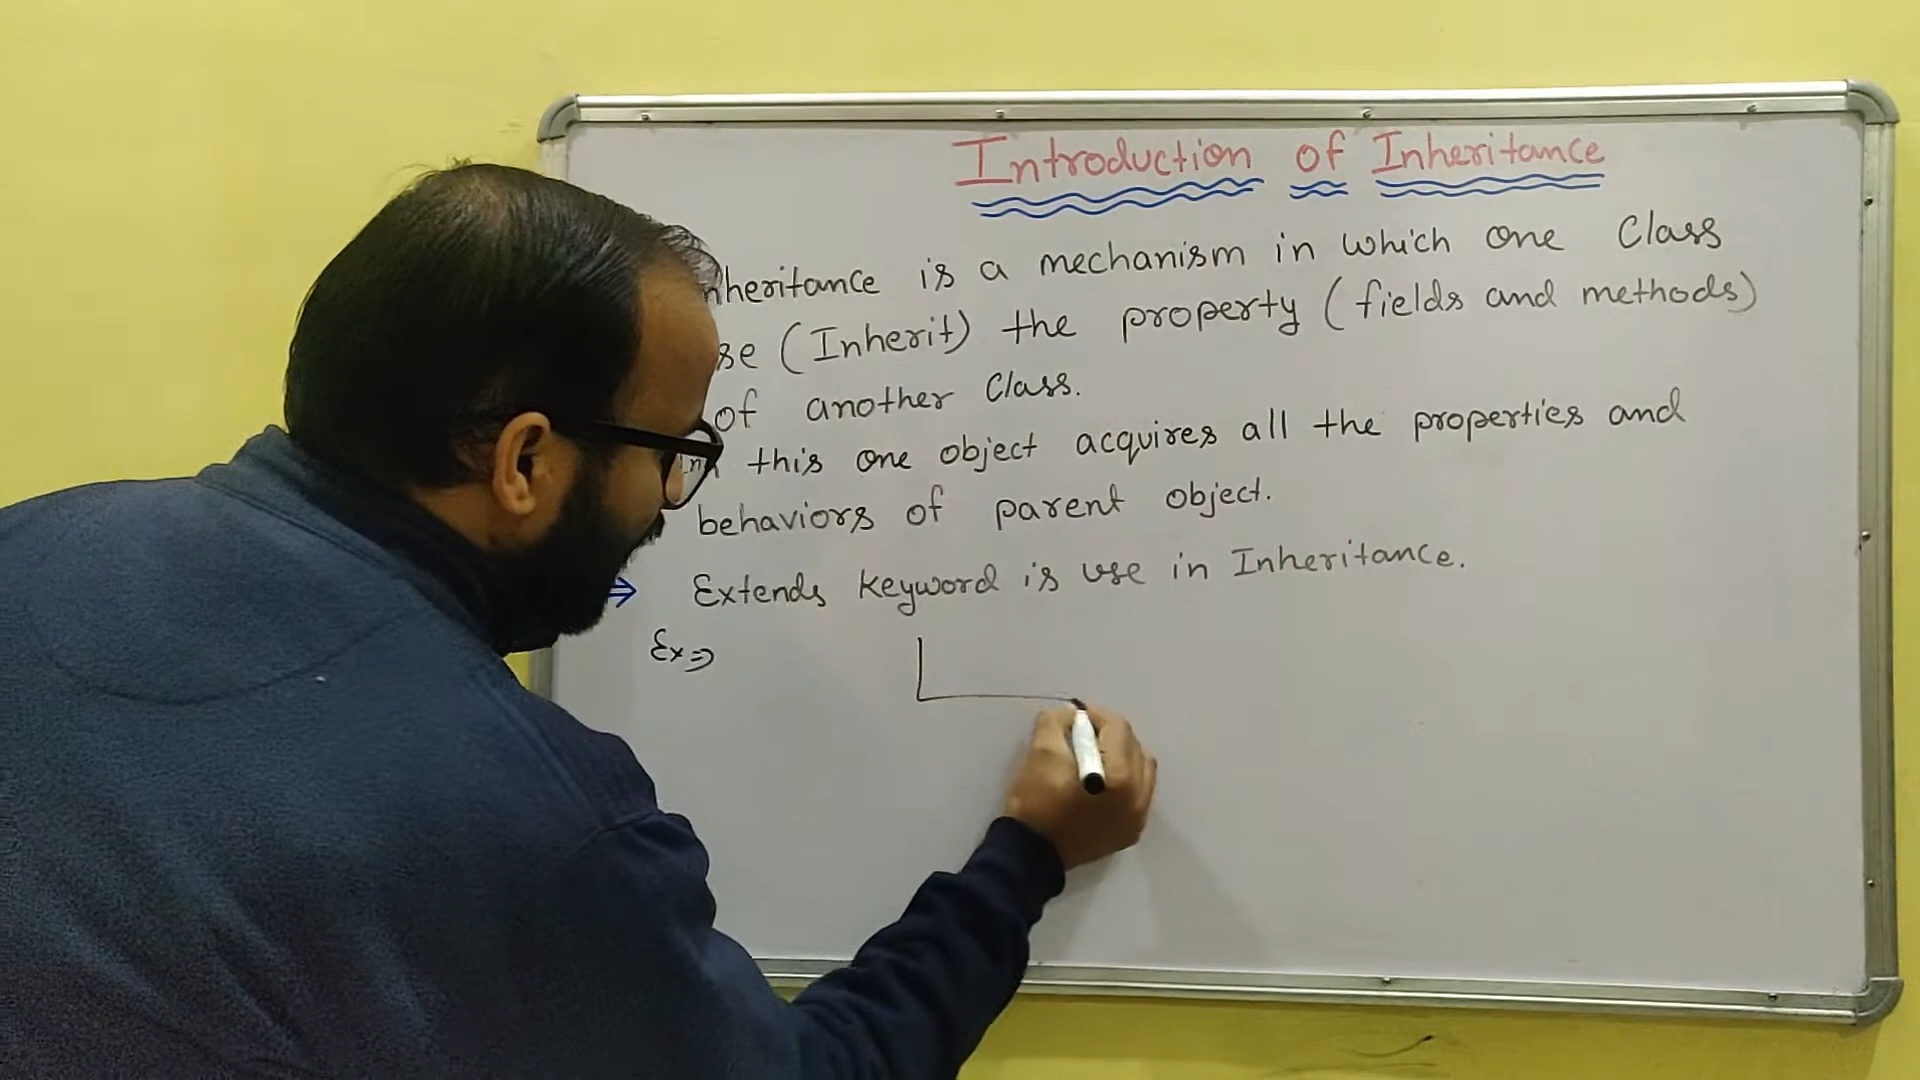 Introduction of Inheritance
nheritance is a mechanism in which one Class
se (Inherit) the property (fields and methods)
of another Class.
In this one object acquires all the properties and
behaviors of parent object.
⇒ Extends keyword is use in Inheritance.
Ex ⇒